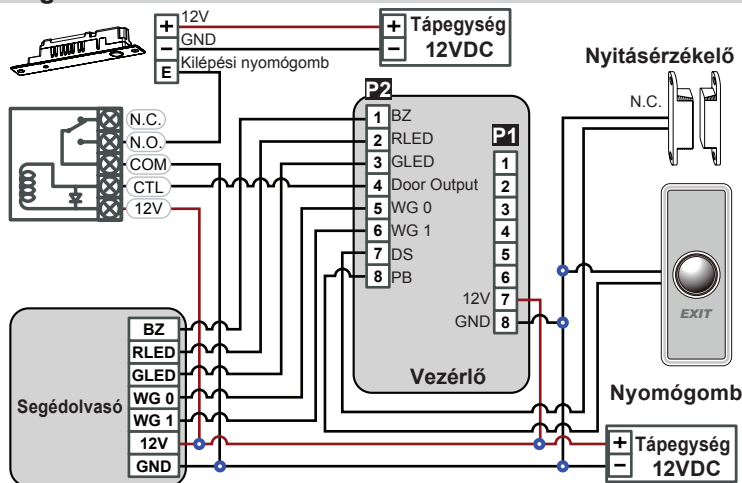 + 12V
− GND
E Kilépési nyomógomb
+ Tápegység
− 12VDC
Nyitásérzékelő
N.C.
N.C.
N.O.
COM
CTL
12V
P2
1 BZ
2 RLED
3 GLED
4 Door Output
5 WG 0
6 WG 1
7 DS
8 PB
P1
1
2
3
4
5
6
12V 7
GND 8
Vezérlő
EXIT
Nyomógomb
Segédolvasó
BZ
RLED
GLED
WG 0
WG 1
12V
GND
+ Tápegység
− 12VDC